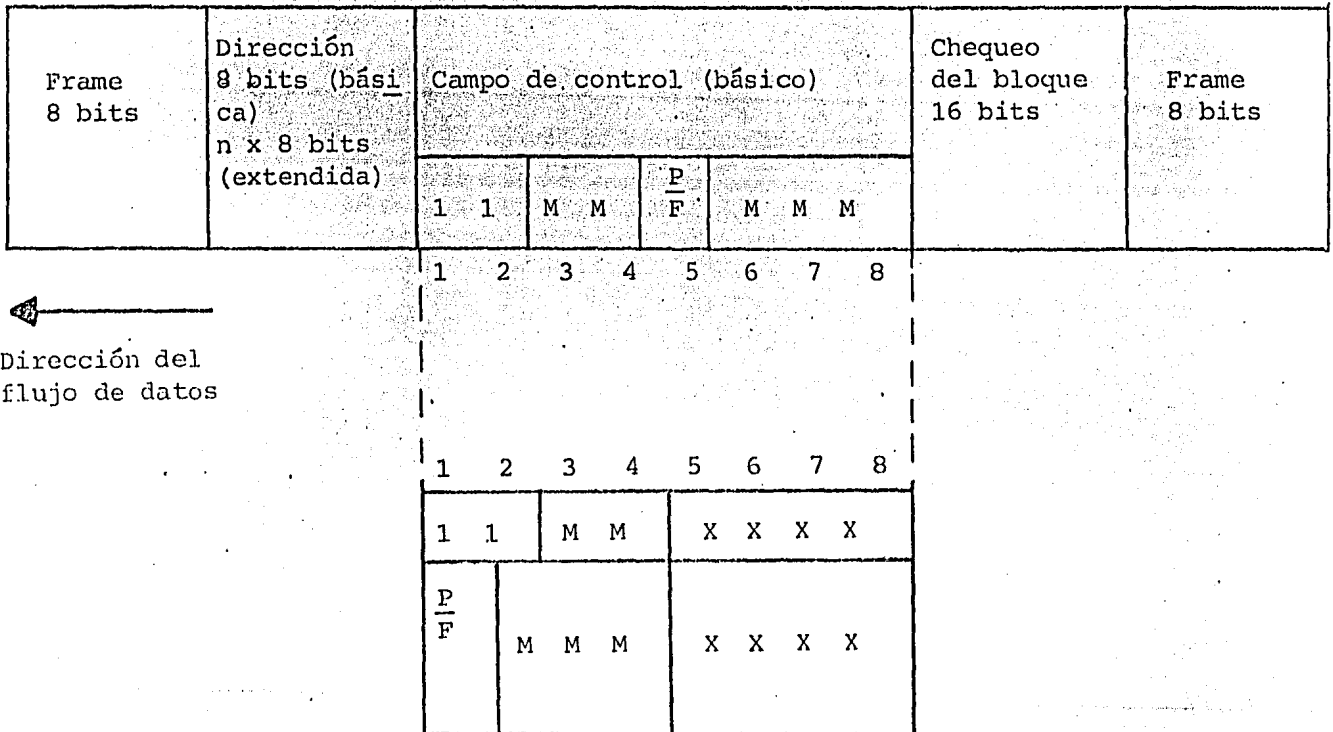 Frame
8 bits
Dirección
8 bits (bási
ca)
n x 8 bits
(extendida)
Campo de control (básico)
1 1 M M P/F M M M
Chequeo
del bloque
16 bits
Frame
8 bits
1 2 3 4 5 6 7 8
Dirección del
flujo de datos
1 2 3 4 5 6 7 8
1 1 M M X X X X
P/F M M M X X X X